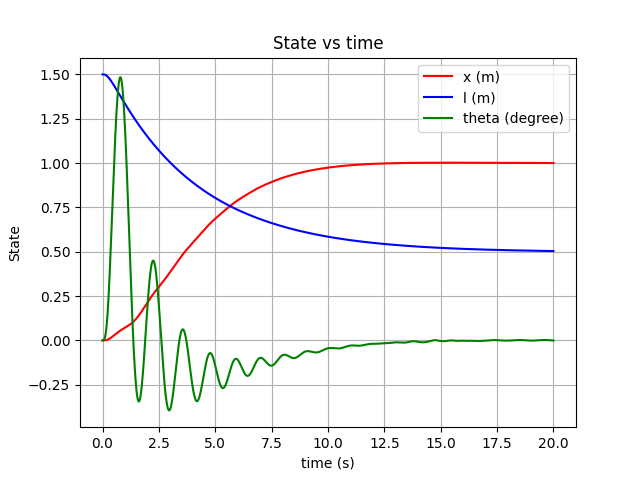 State vs time
x (m)
l (m)
theta (degree)
State
1.50
1.25
1.00
0.75
0.50
0.25
0.00
−0.25
0.0 2.5 5.0 7.5 10.0 12.5 15.0 17.5 20.0
time (s)